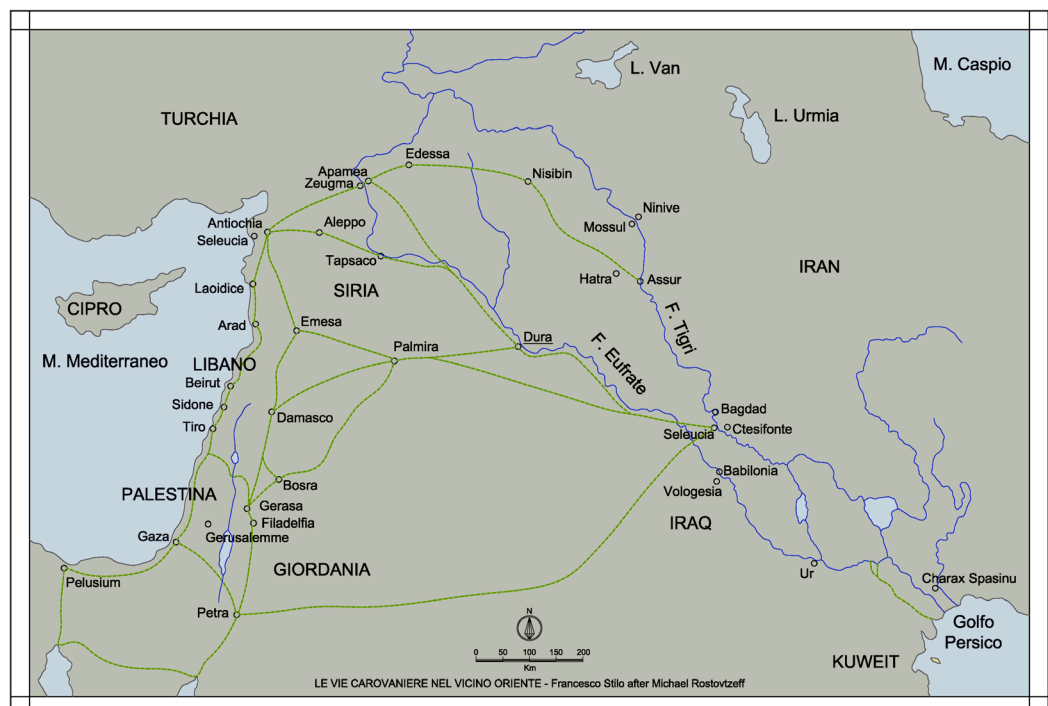 M. Caspio
L. Van
L. Urmia
TURCHIA
Edessa
Apamea
Zeugma
Nisibin
Ninive
Mossul
Antiochia
Seleucia
Aleppo
Tapsaco
Hatra
Assur
IRAN
Laoidice
SIRIA
CIPRO
Arad
Emesa
F. Tigri
Dura
Palmira
M. Mediterraneo
LIBANO
F. Eufrate
Beirut
Sidone
Damasco
Bagdad
Tiro
Seleucia
Ctesifonte
Babilonia
Bosra
Vologesia
PALESTINA
Gerasa
Filadelfia
IRAQ
Gerusalemme
Gaza
GIORDANIA
Pelusium
Ur
Charax Spasinu
Petra
N
Golfo
Persico
0 50 100 200
Km
KUWEIT
LE VIE CAROVANIERE NEL VICINO ORIENTE - Francesco Stilo after Michael Rostovtzeff